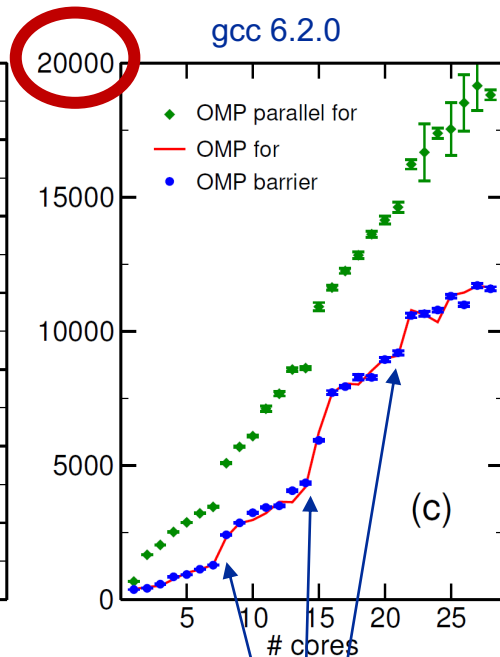 gcc 6.2.0
20000
OMP parallel for
OMP for
OMP barrier
15000
10000
5000
(c)
0
5 10 15 20 25
# cores